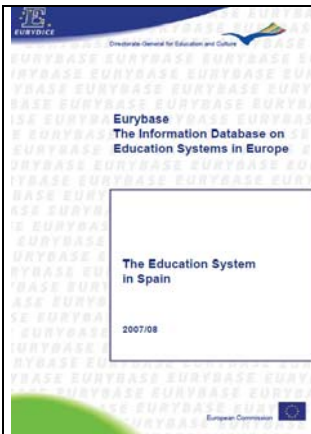 EURYDICE
Directorate-General for Education and Culture
Eurybase
The Information Database on
Education Systems in Europe
The Education System
in Spain
2007/08
European Commission